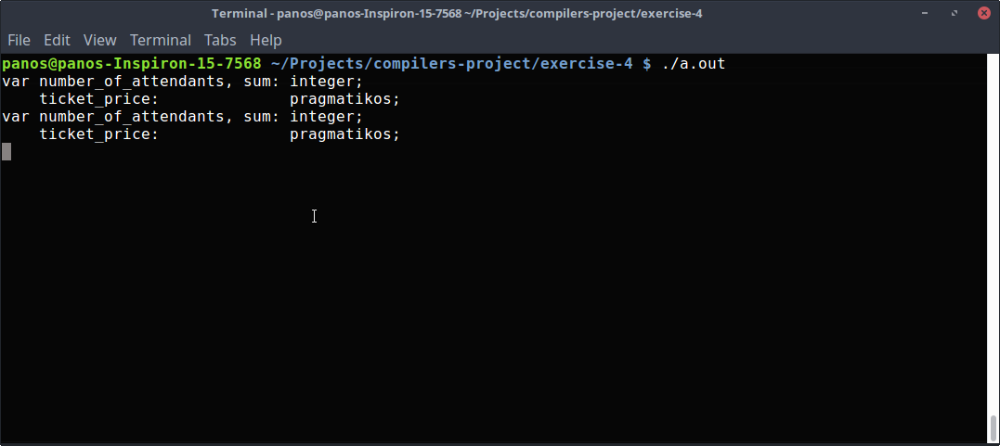 Terminal - panos@panos-Inspiron-15-7568 ~/Projects/compilers-project/exercise-4
File Edit View Terminal Tabs Help
panos@panos-Inspiron-15-7568 ~/Projects/compilers-project/exercise-4 $ ./a.out
var number_of_attendants, sum: integer;
    ticket_price:              pragmatikos;
var number_of_attendants, sum: integer;
    ticket_price:              pragmatikos;